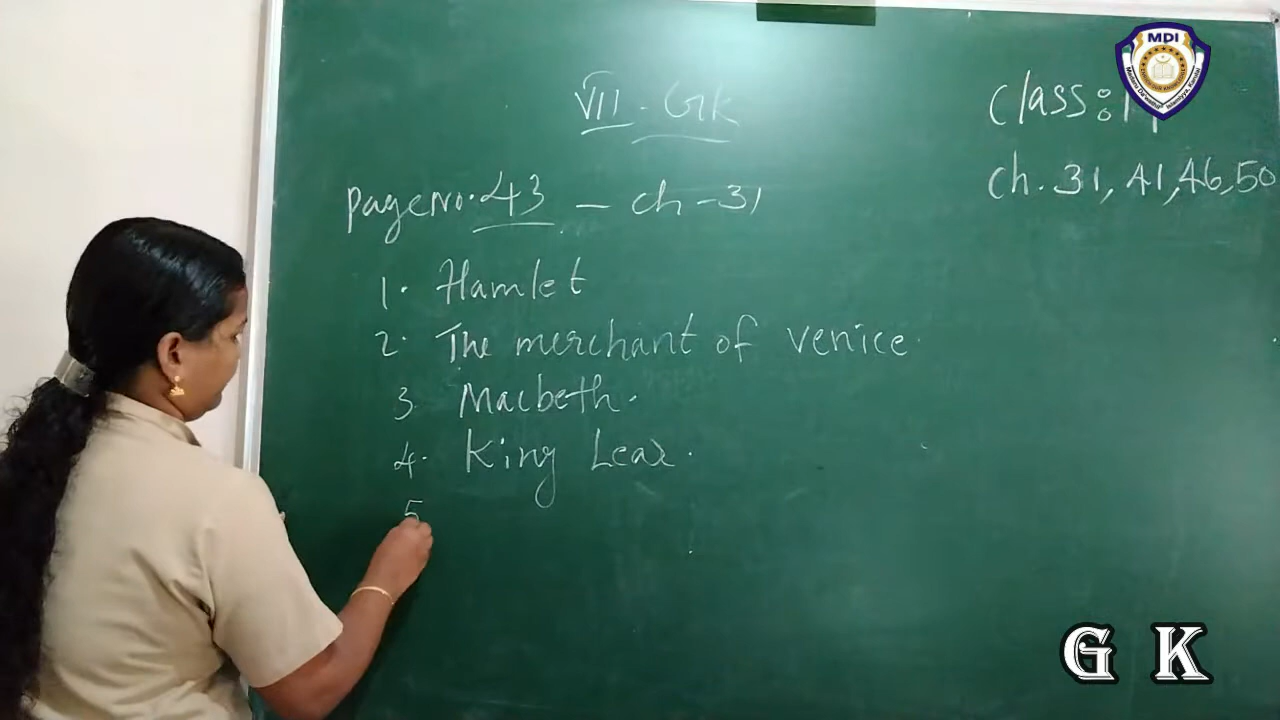 VII - GK
Class: 14
Ch. 31, 41, 46, 50
Page No. 43 - ch - 31
1. Hamlet
2. The merchant of venice.
3. Macbeth.
4. King Lear.
5
MDI
G K